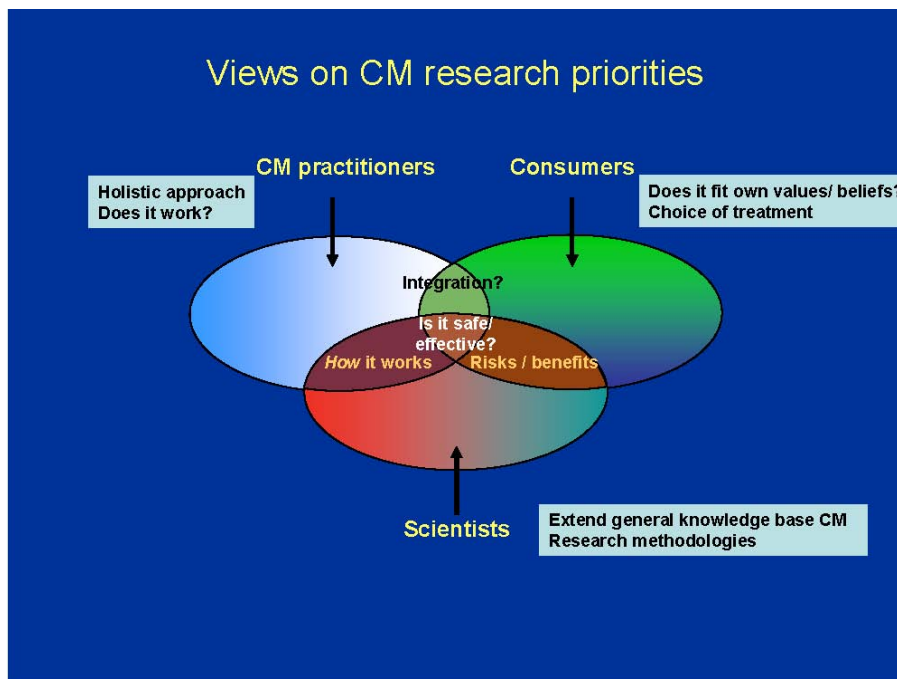 Views on CM research priorities
CM practitioners
Consumers
Holistic approach
Does it work?
Does it fit own values/ beliefs?
Choice of treatment
Integration?
Is it safe/
effective?
How it works
Risks / benefits
Scientists
Extend general knowledge base CM
Research methodologies